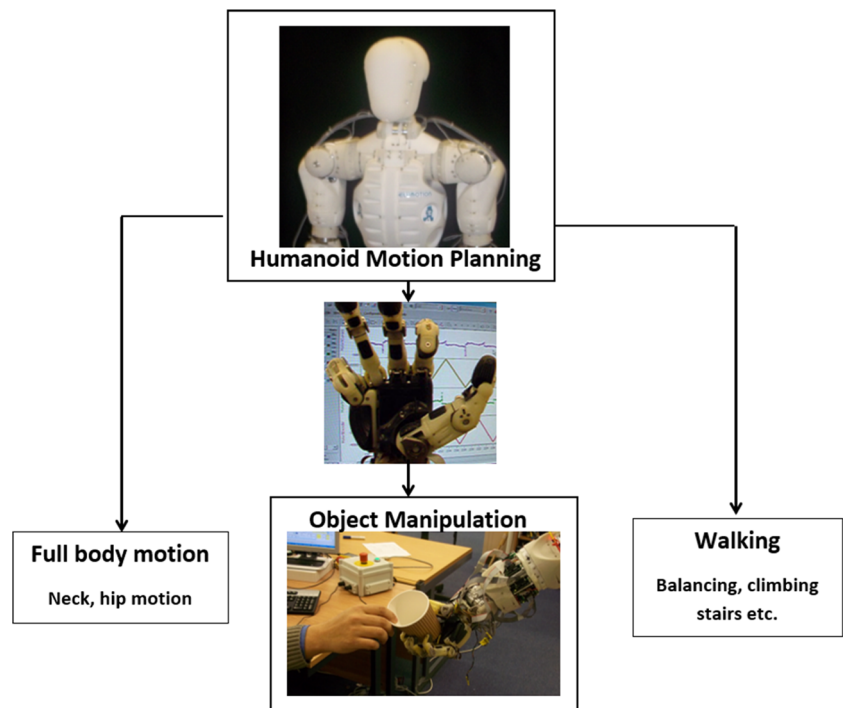 Humanoid Motion Planning
Object Manipulation
Full body motion
Neck, hip motion
Walking
Balancing, climbing
stairs etc.